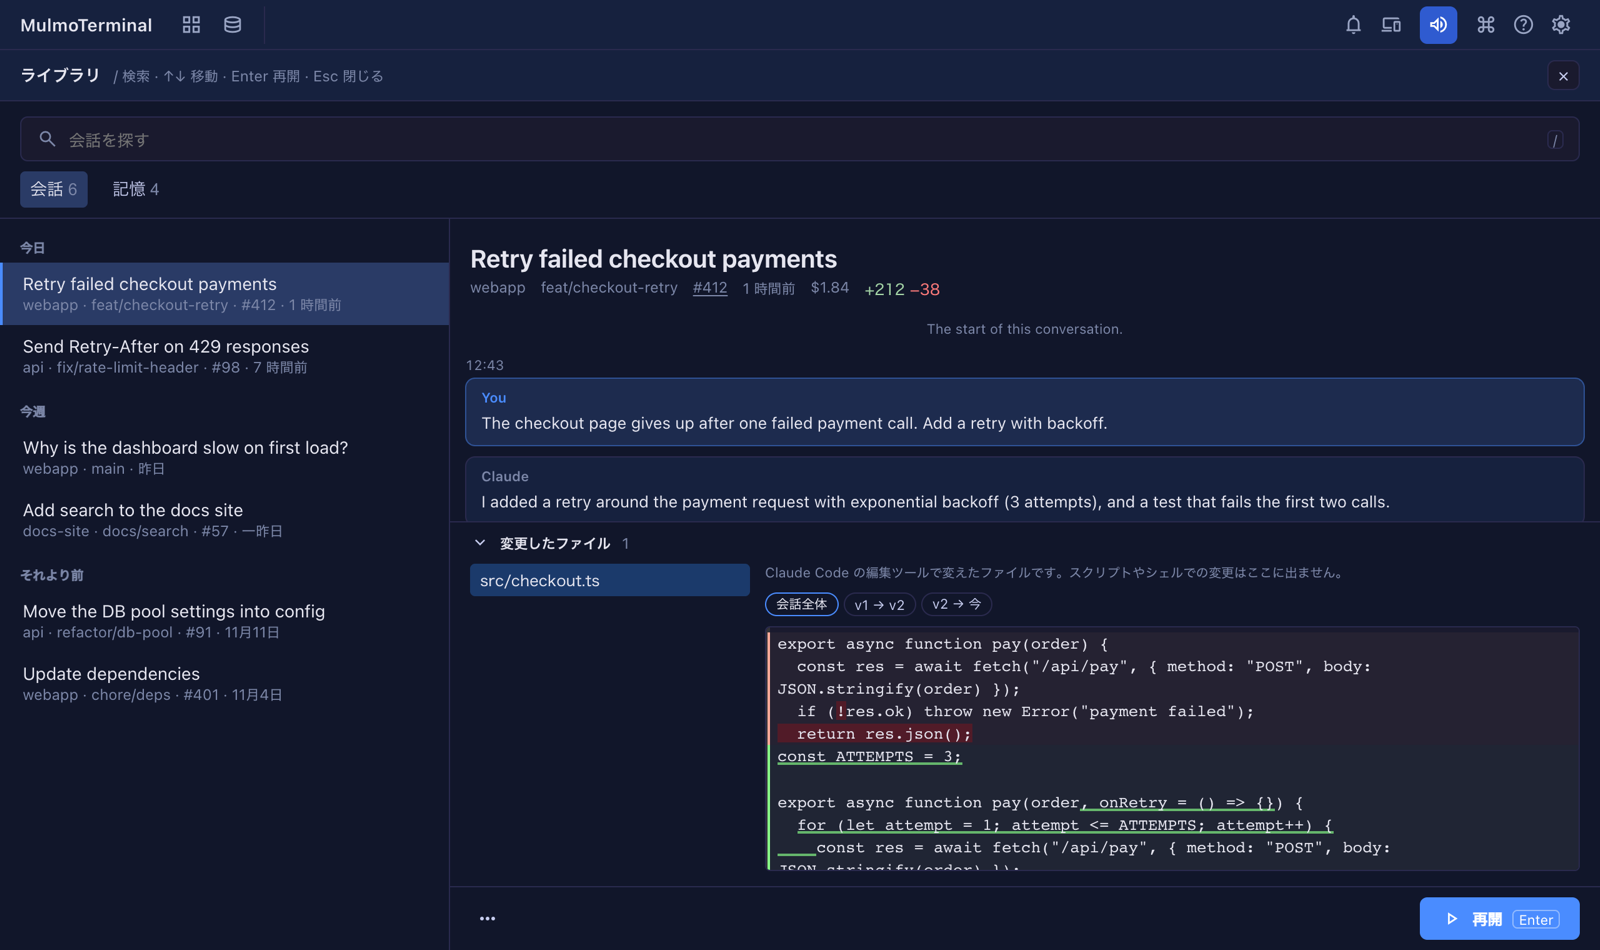 MulmoTerminal
ライブラリ / 検索 · ↑↓ 移動 · Enter 再開 · Esc 閉じる
会話を探す /
会話 6 記憶 4
今日
Retry failed checkout payments
webapp · feat/checkout-retry · #412 · 1 時間前
Send Retry-After on 429 responses
api · fix/rate-limit-header · #98 · 7 時間前
今週
Why is the dashboard slow on first load?
webapp · main · 昨日
Add search to the docs site
docs-site · docs/search · #57 · 一昨日
それより前
Move the DB pool settings into config
api · refactor/db-pool · #91 · 11月11日
Update dependencies
webapp · chore/deps · #401 · 11月4日
Retry failed checkout payments
webapp feat/checkout-retry #412 1 時間前 $1.84 +212 −38
The start of this conversation.
12:43
You
The checkout page gives up after one failed payment call. Add a retry with backoff.
Claude
I added a retry around the payment request with exponential backoff (3 attempts), and a test that fails the first two calls.
変更したファイル 1
src/checkout.ts
Claude Code の編集ツールで変えたファイルです。スクリプトやシェルでの変更はここに出ません。
会話全体 v1 → v2 v2 → 今
export async function pay(order) {
  const res = await fetch("/api/pay", { method: "POST", body:
JSON.stringify(order) });
  if (!res.ok) throw new Error("payment failed");
  return res.json();
const ATTEMPTS = 3;
export async function pay(order, onRetry = () => {}) {
  for (let attempt = 1; attempt <= ATTEMPTS; attempt++) {
    const res = await fetch("/api/pay", { method: "POST", body:
JSON.stringify(order) });
再開 Enter